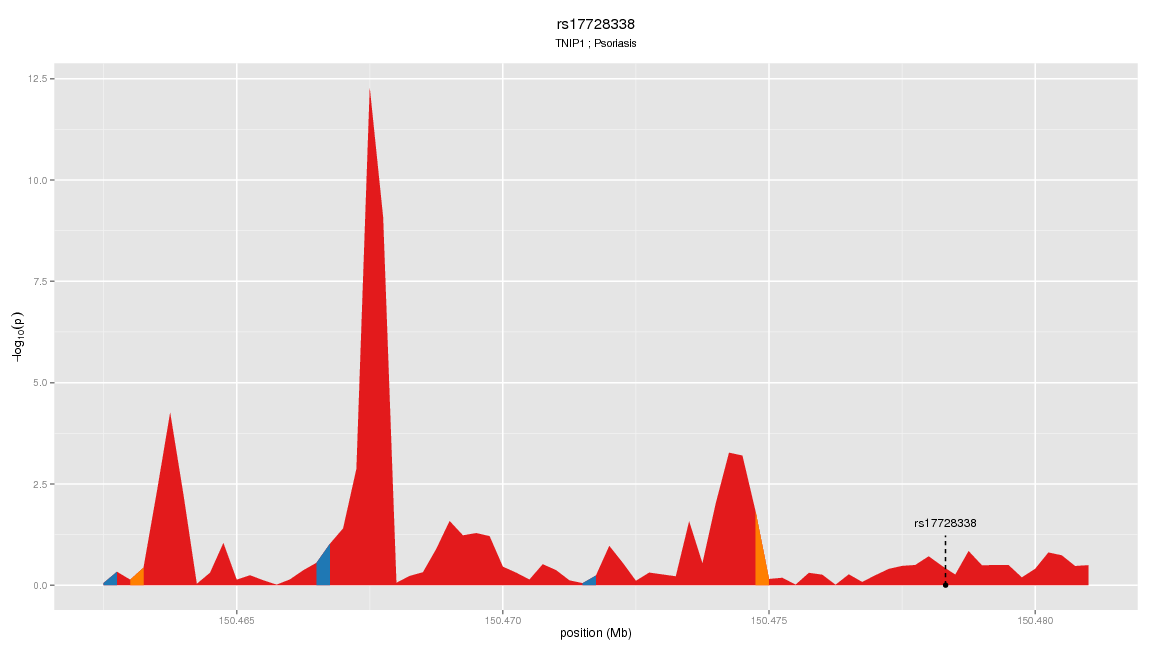 rs17728338
TNIP1 ; Psoriasis
12.5
10.0
7.5
5.0
2.5
0.0
−log10(p)
rs17728338
150.465
150.470
150.475
150.480
position (Mb)